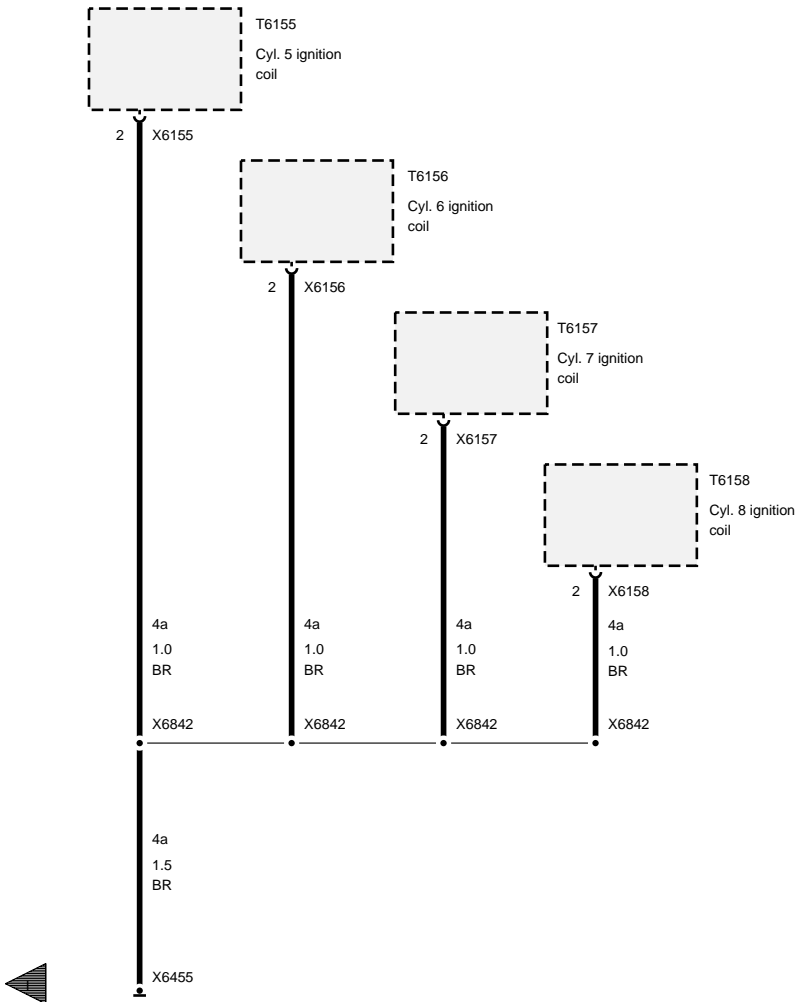 T6155
Cyl. 5 ignition
coil
2 X6155
T6156
Cyl. 6 ignition
coil
2 X6156
T6157
Cyl. 7 ignition
coil
2 X6157
T6158
Cyl. 8 ignition
coil
2 X6158
4a 4a 4a 4a
1.0 1.0 1.0 1.0
BR BR BR BR
X6842 X6842 X6842 X6842
4a
1.5
BR
X6455